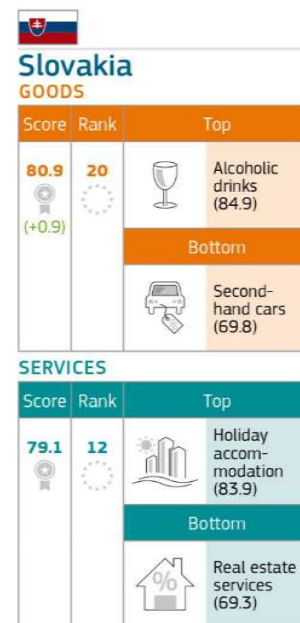 Slovakia
GOODS
Score Rank Top
80.9 20 Alcoholic
drinks
(84.9)
(+0.9)
Bottom
Second-
hand cars
(69.8)
SERVICES
Score Rank Top
79.1 12 Holiday
accom-
modation
(83.9)
Bottom
%
Real estate
services
(69.3)